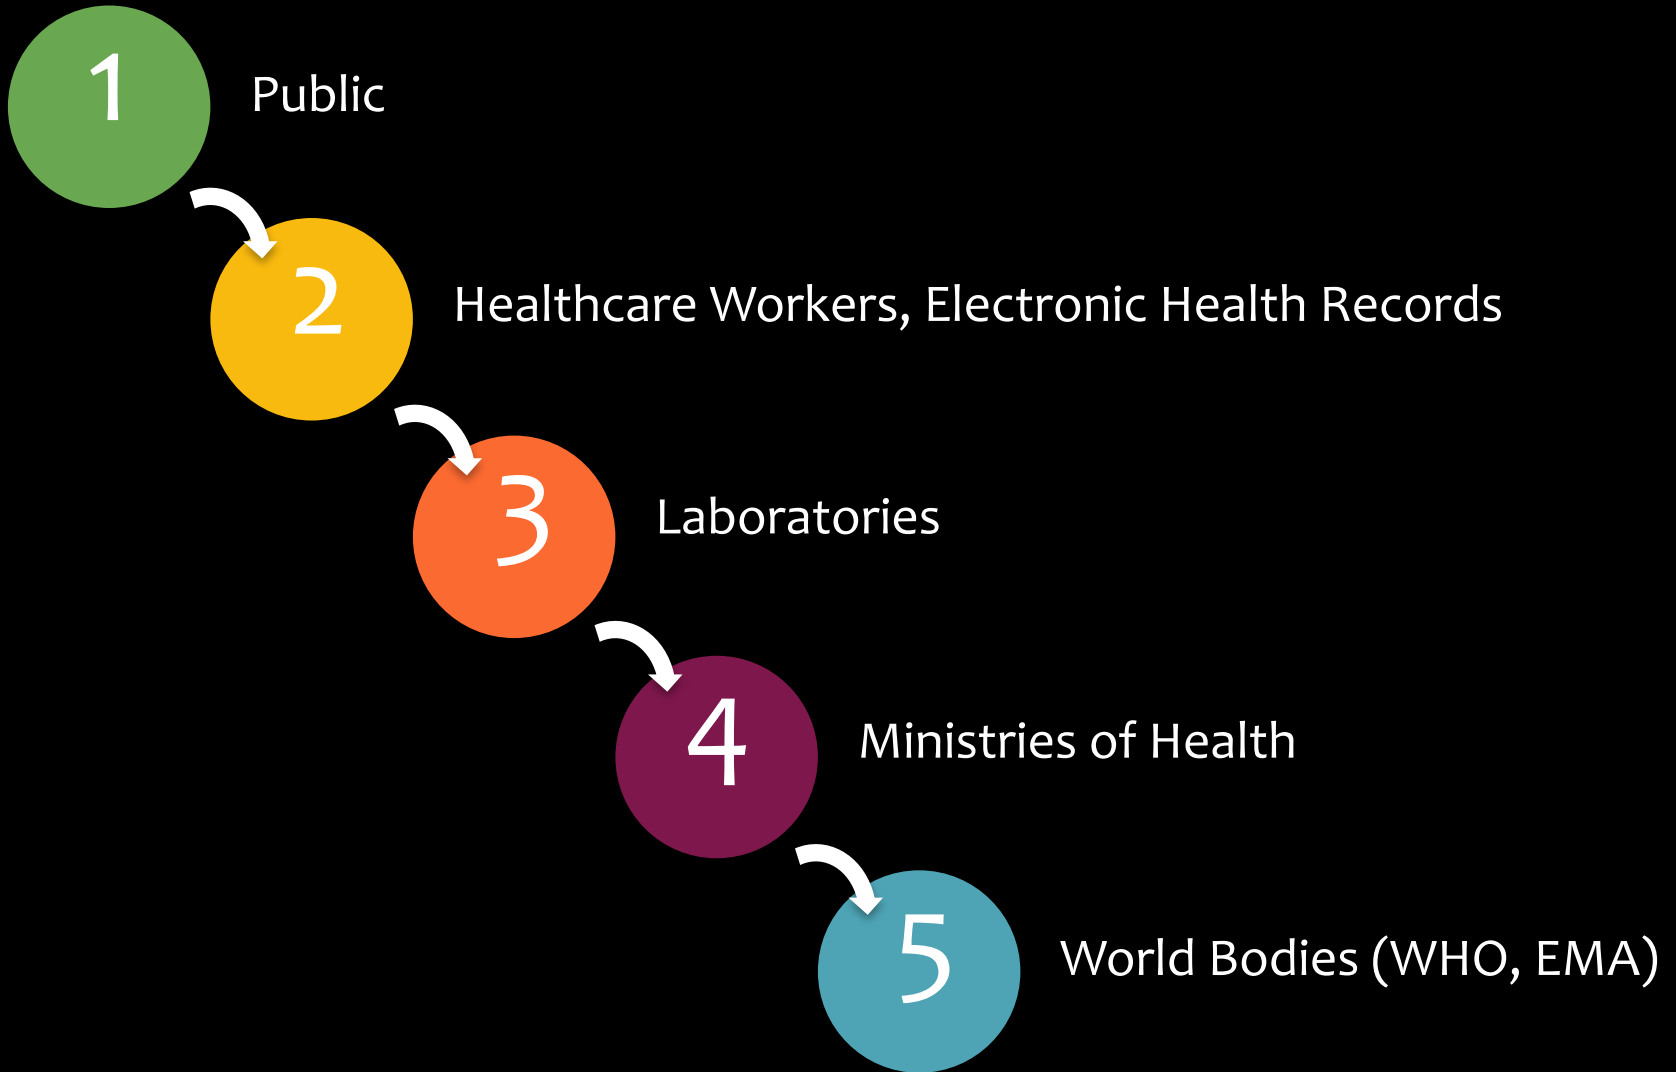 1
Public
2
Healthcare Workers, Electronic Health Records
3
Laboratories
4
Ministries of Health
5
World Bodies (WHO, EMA)